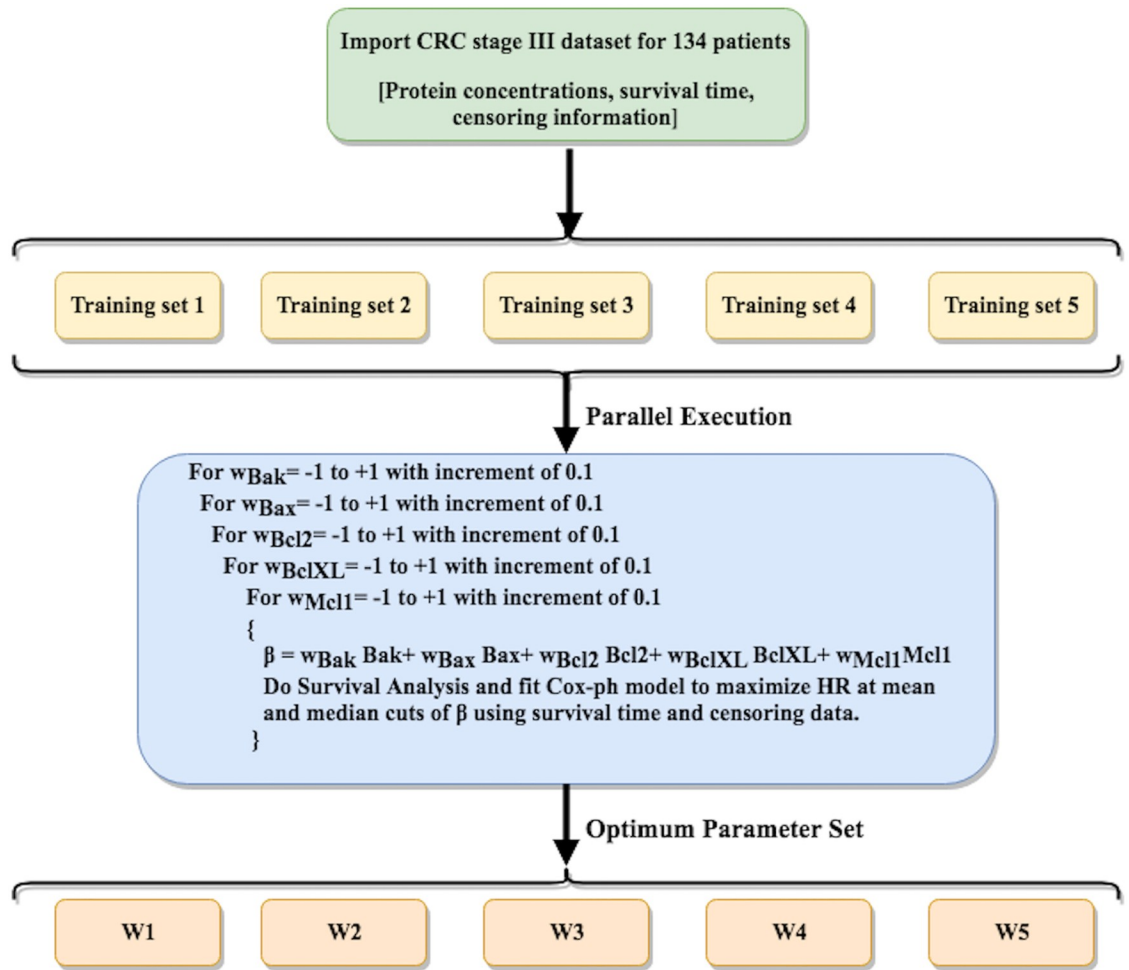 Import CRC stage III dataset for 134 patients
[Protein concentrations, survival time,
censoring information]
Training set 1
Training set 2
Training set 3
Training set 4
Training set 5
Parallel Execution
For wBak= -1 to +1 with increment of 0.1
For wBax= -1 to +1 with increment of 0.1
For wBcl2= -1 to +1 with increment of 0.1
For wBclXL= -1 to +1 with increment of 0.1
For wMcl1= -1 to +1 with increment of 0.1
{
β = wBak Bak+ wBax Bax+ wBcl2 Bcl2+ wBclXL BclXL+ wMcl1Mcl1
Do Survival Analysis and fit Cox-ph model to maximize HR at mean
and median cuts of β using survival time and censoring data.
}
Optimum Parameter Set
W1
W2
W3
W4
W5